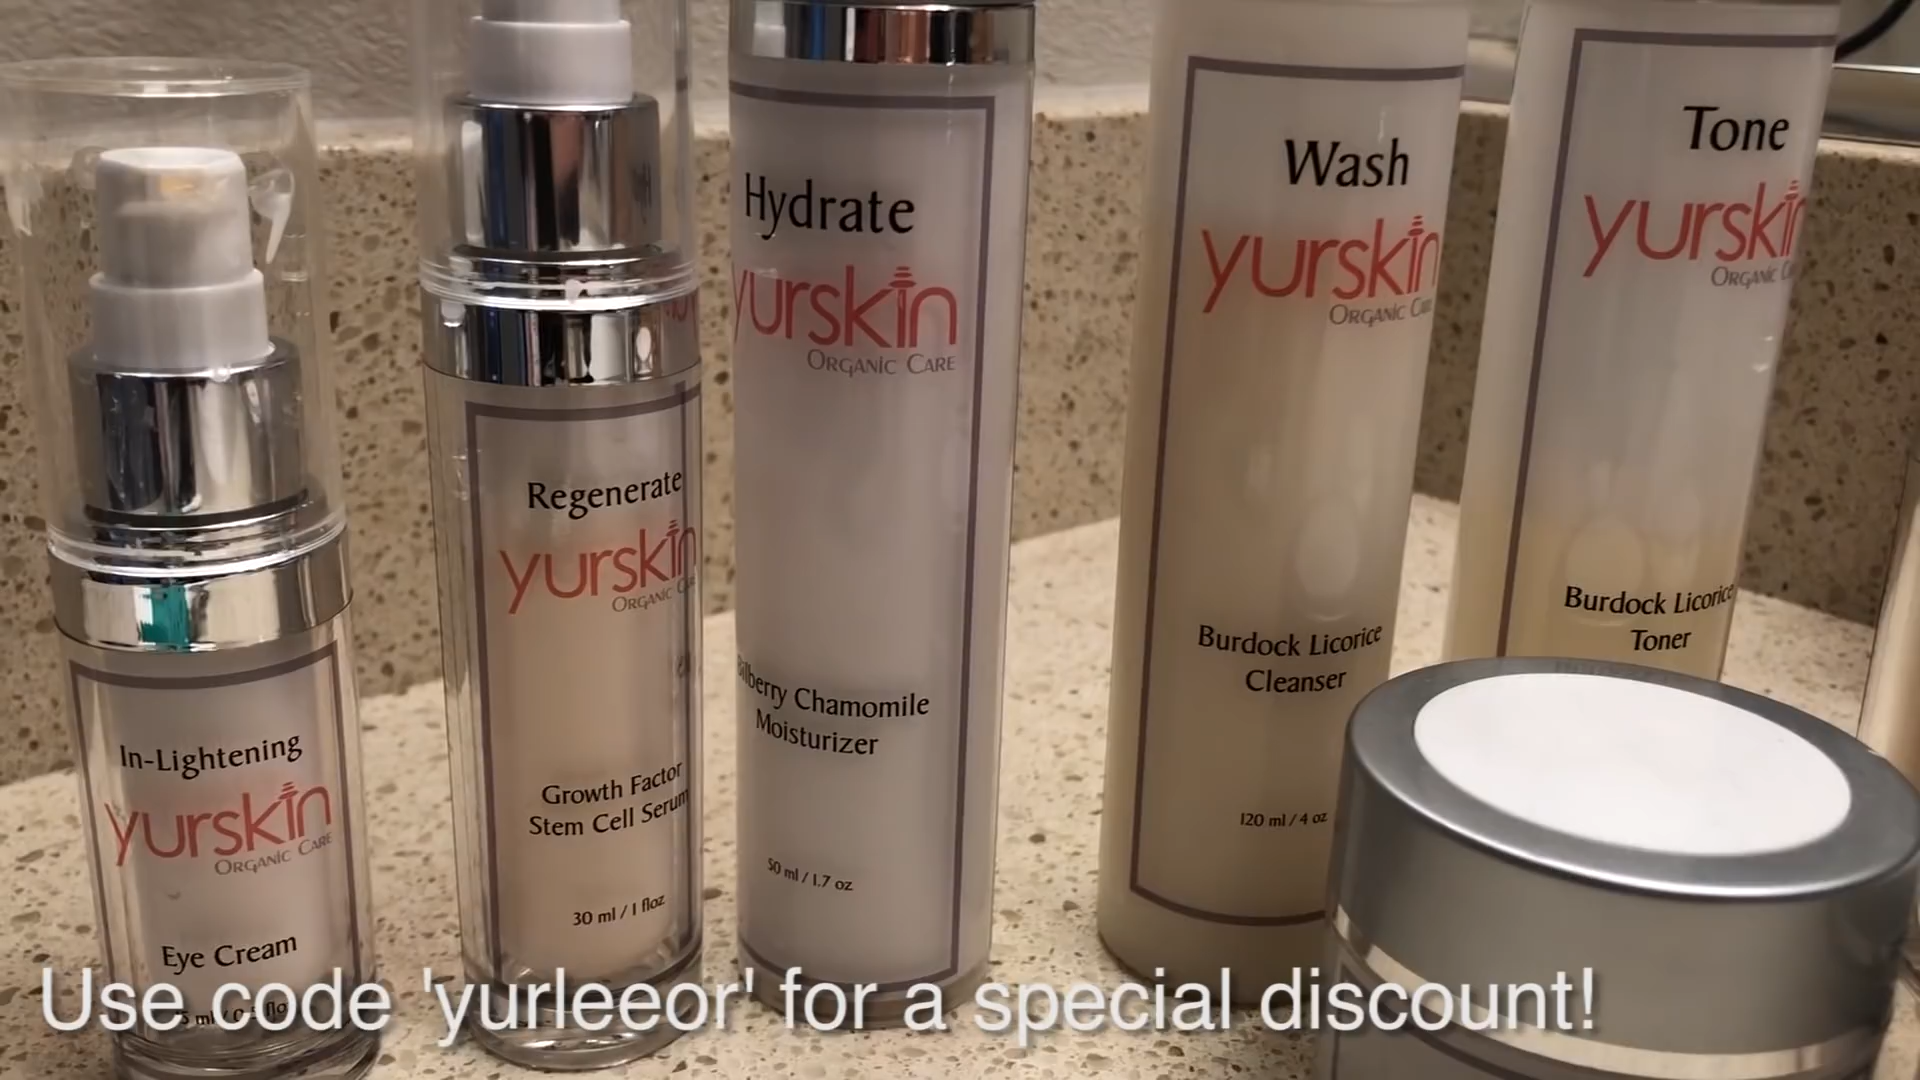 In-Lightening
yurskin
Organic Care
Eye Cream
Regenerate
yurskin
Organic Care
Growth Factor
Stem Cell Serum
30 ml / 1 floz
Hydrate
yurskin
Organic Care
Bilberry Chamomile
Moisturizer
50 ml / 1.7 oz
Wash
yurskin
Organic
Burdock Licorice
Cleanser
120 ml / 4 oz
Tone
yurskin
Organic
Burdock Licorice
Toner
Use code 'yurleeor' for a special discount!